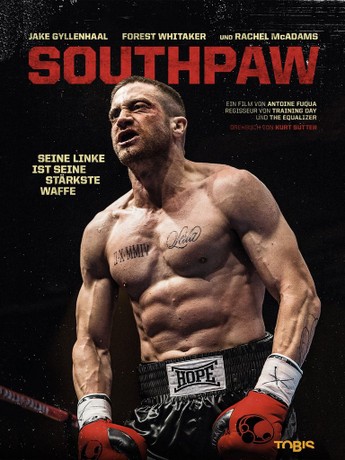 JAKE GYLLENHAAL FOREST WHITAKER UND RACHEL McADAMS
SOUTHPAW
EIN FILM VON ANTOINE FUQUA
REGISSEUR VON TRAINING DAY
UND THE EQUALIZER
DREHBUCH VON KURT SUTTER
SEINE LINKE
IST SEINE
STÄRKSTE
WAFFE
HOPE
TOBIS